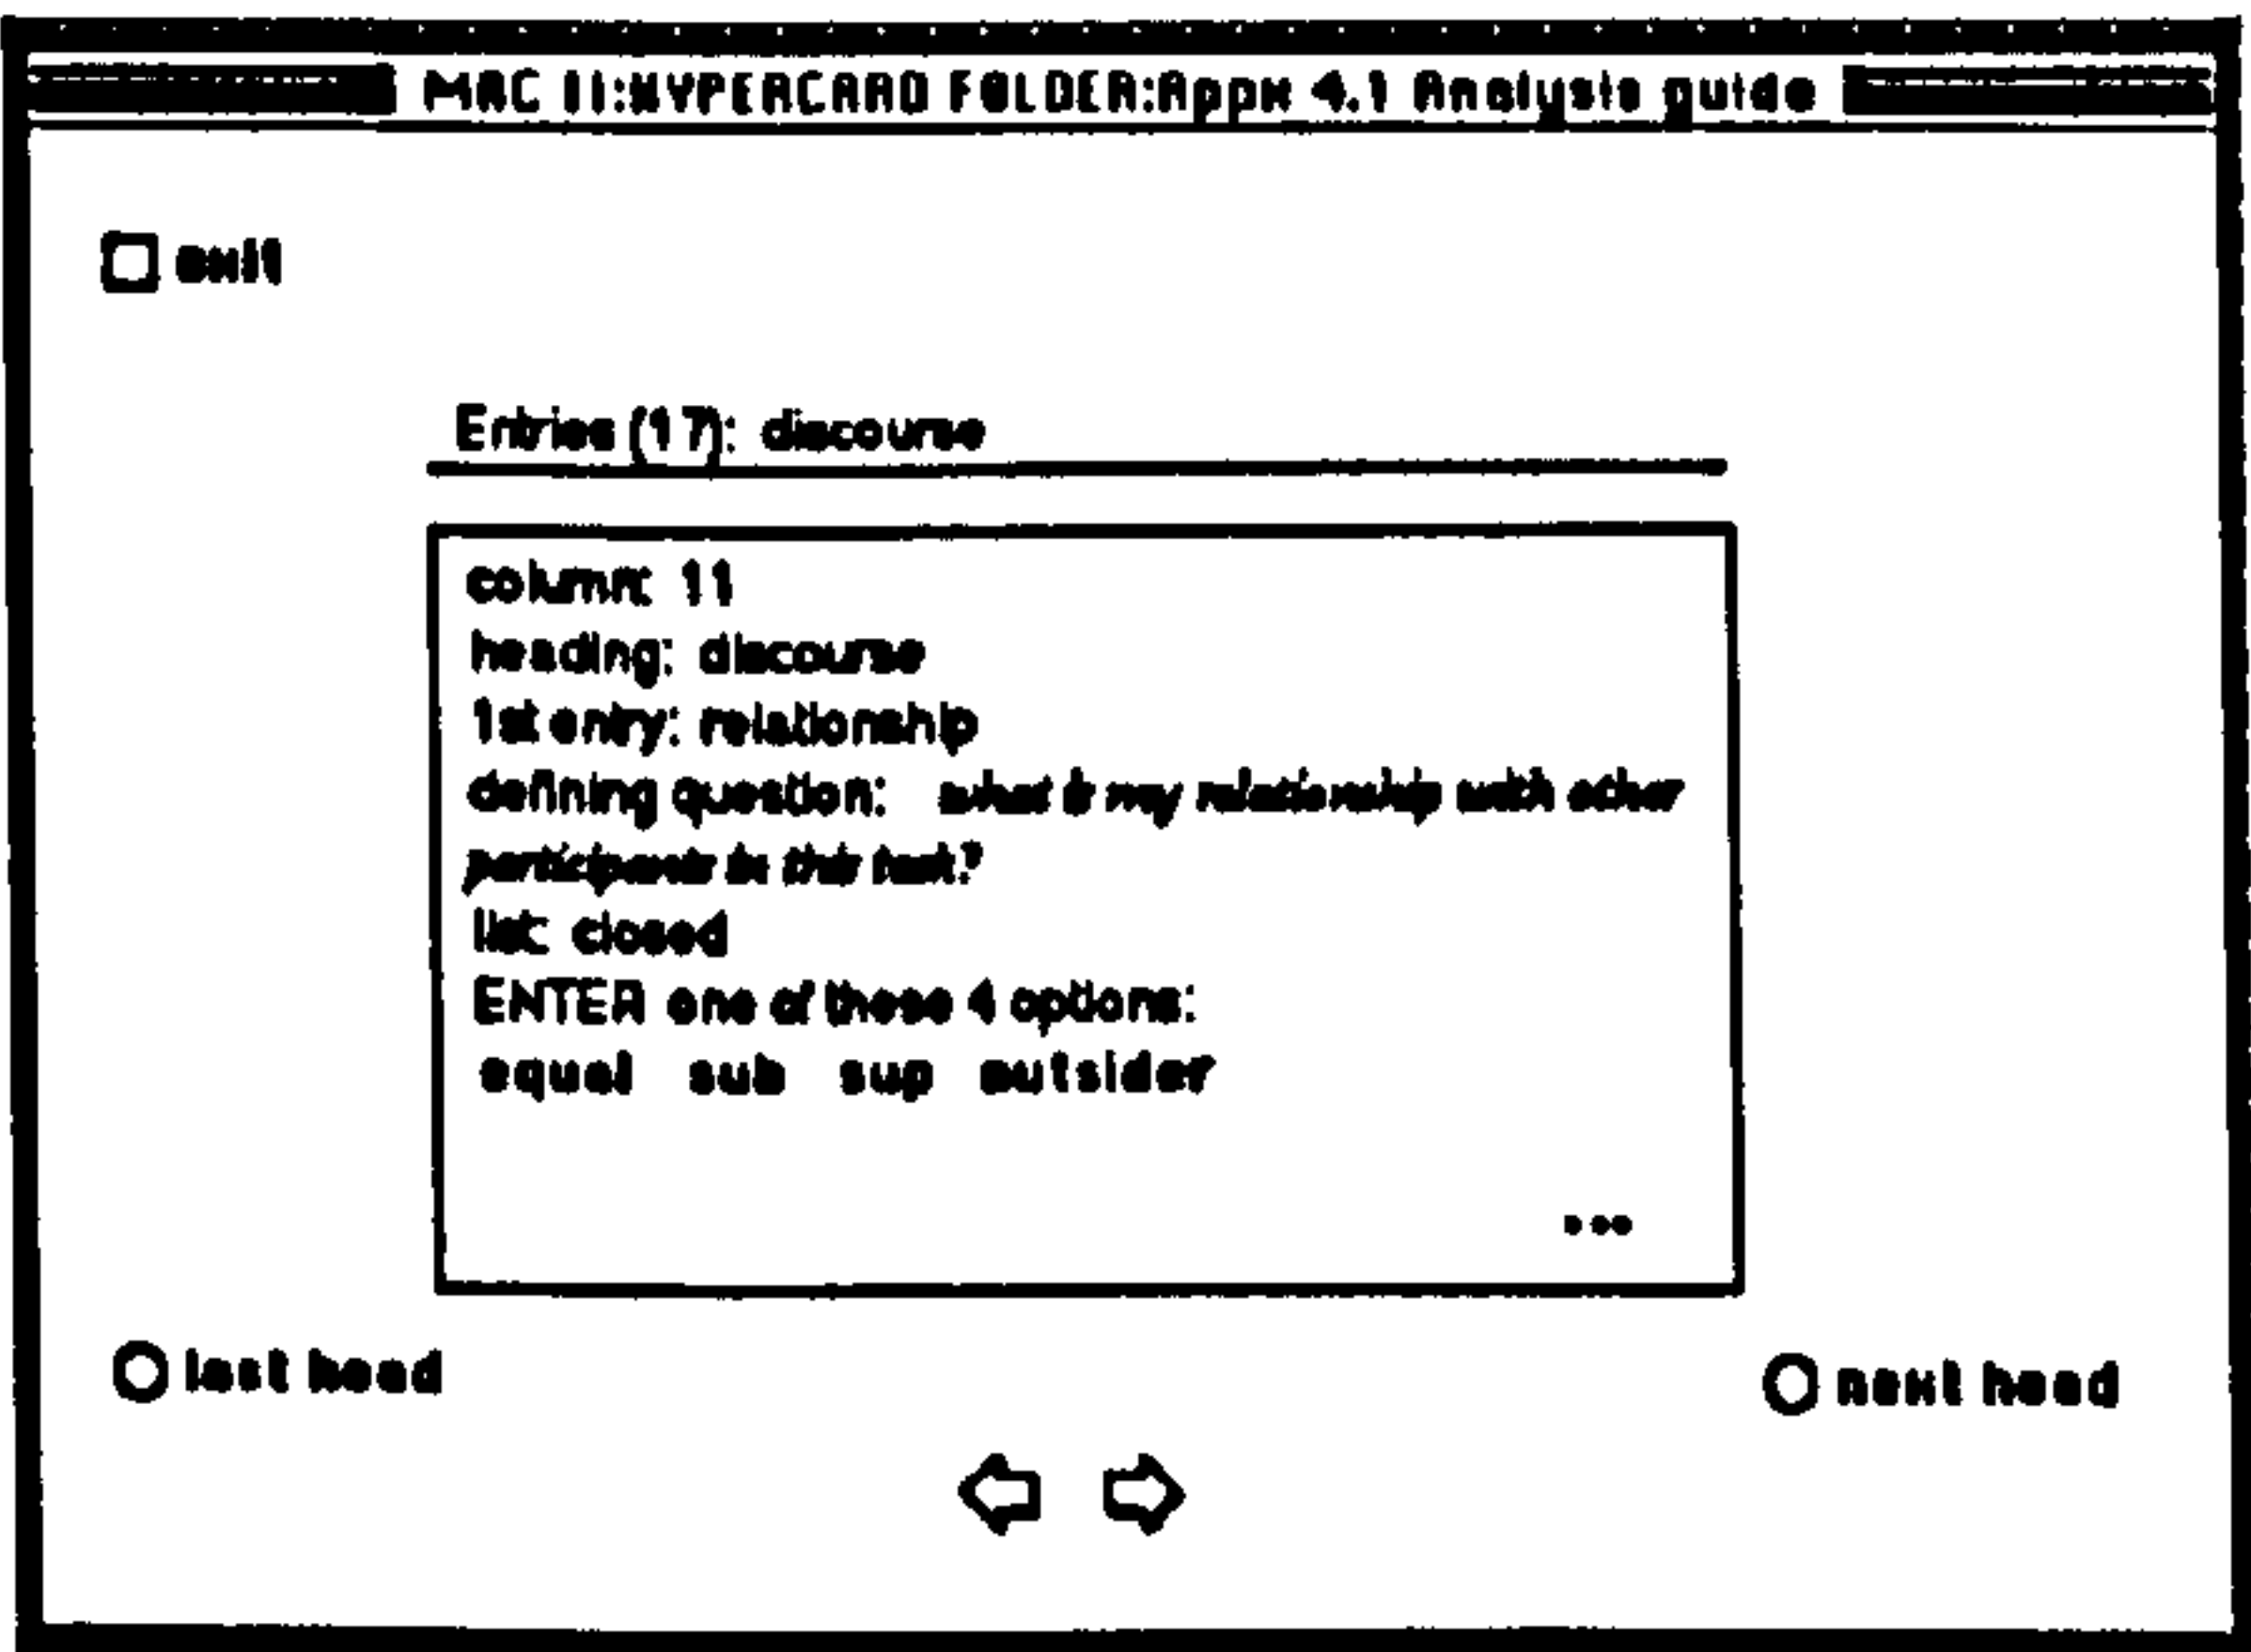 MAC II:HYPERCARD FOLDER:Appx 4.1 Analysis guide
exit
Entries (17): discourse
column: 11
heading: discourse
1st entry: relationship
defining question: what is my relationship with other
participants in this text?
list: closed
ENTER one of these 4 options:
equal sub sup outsider
...
last head
next head